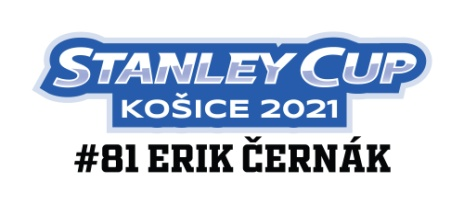 STANLEY CUP
KOŠICE 2021
#81 ERIK ČERNÁK